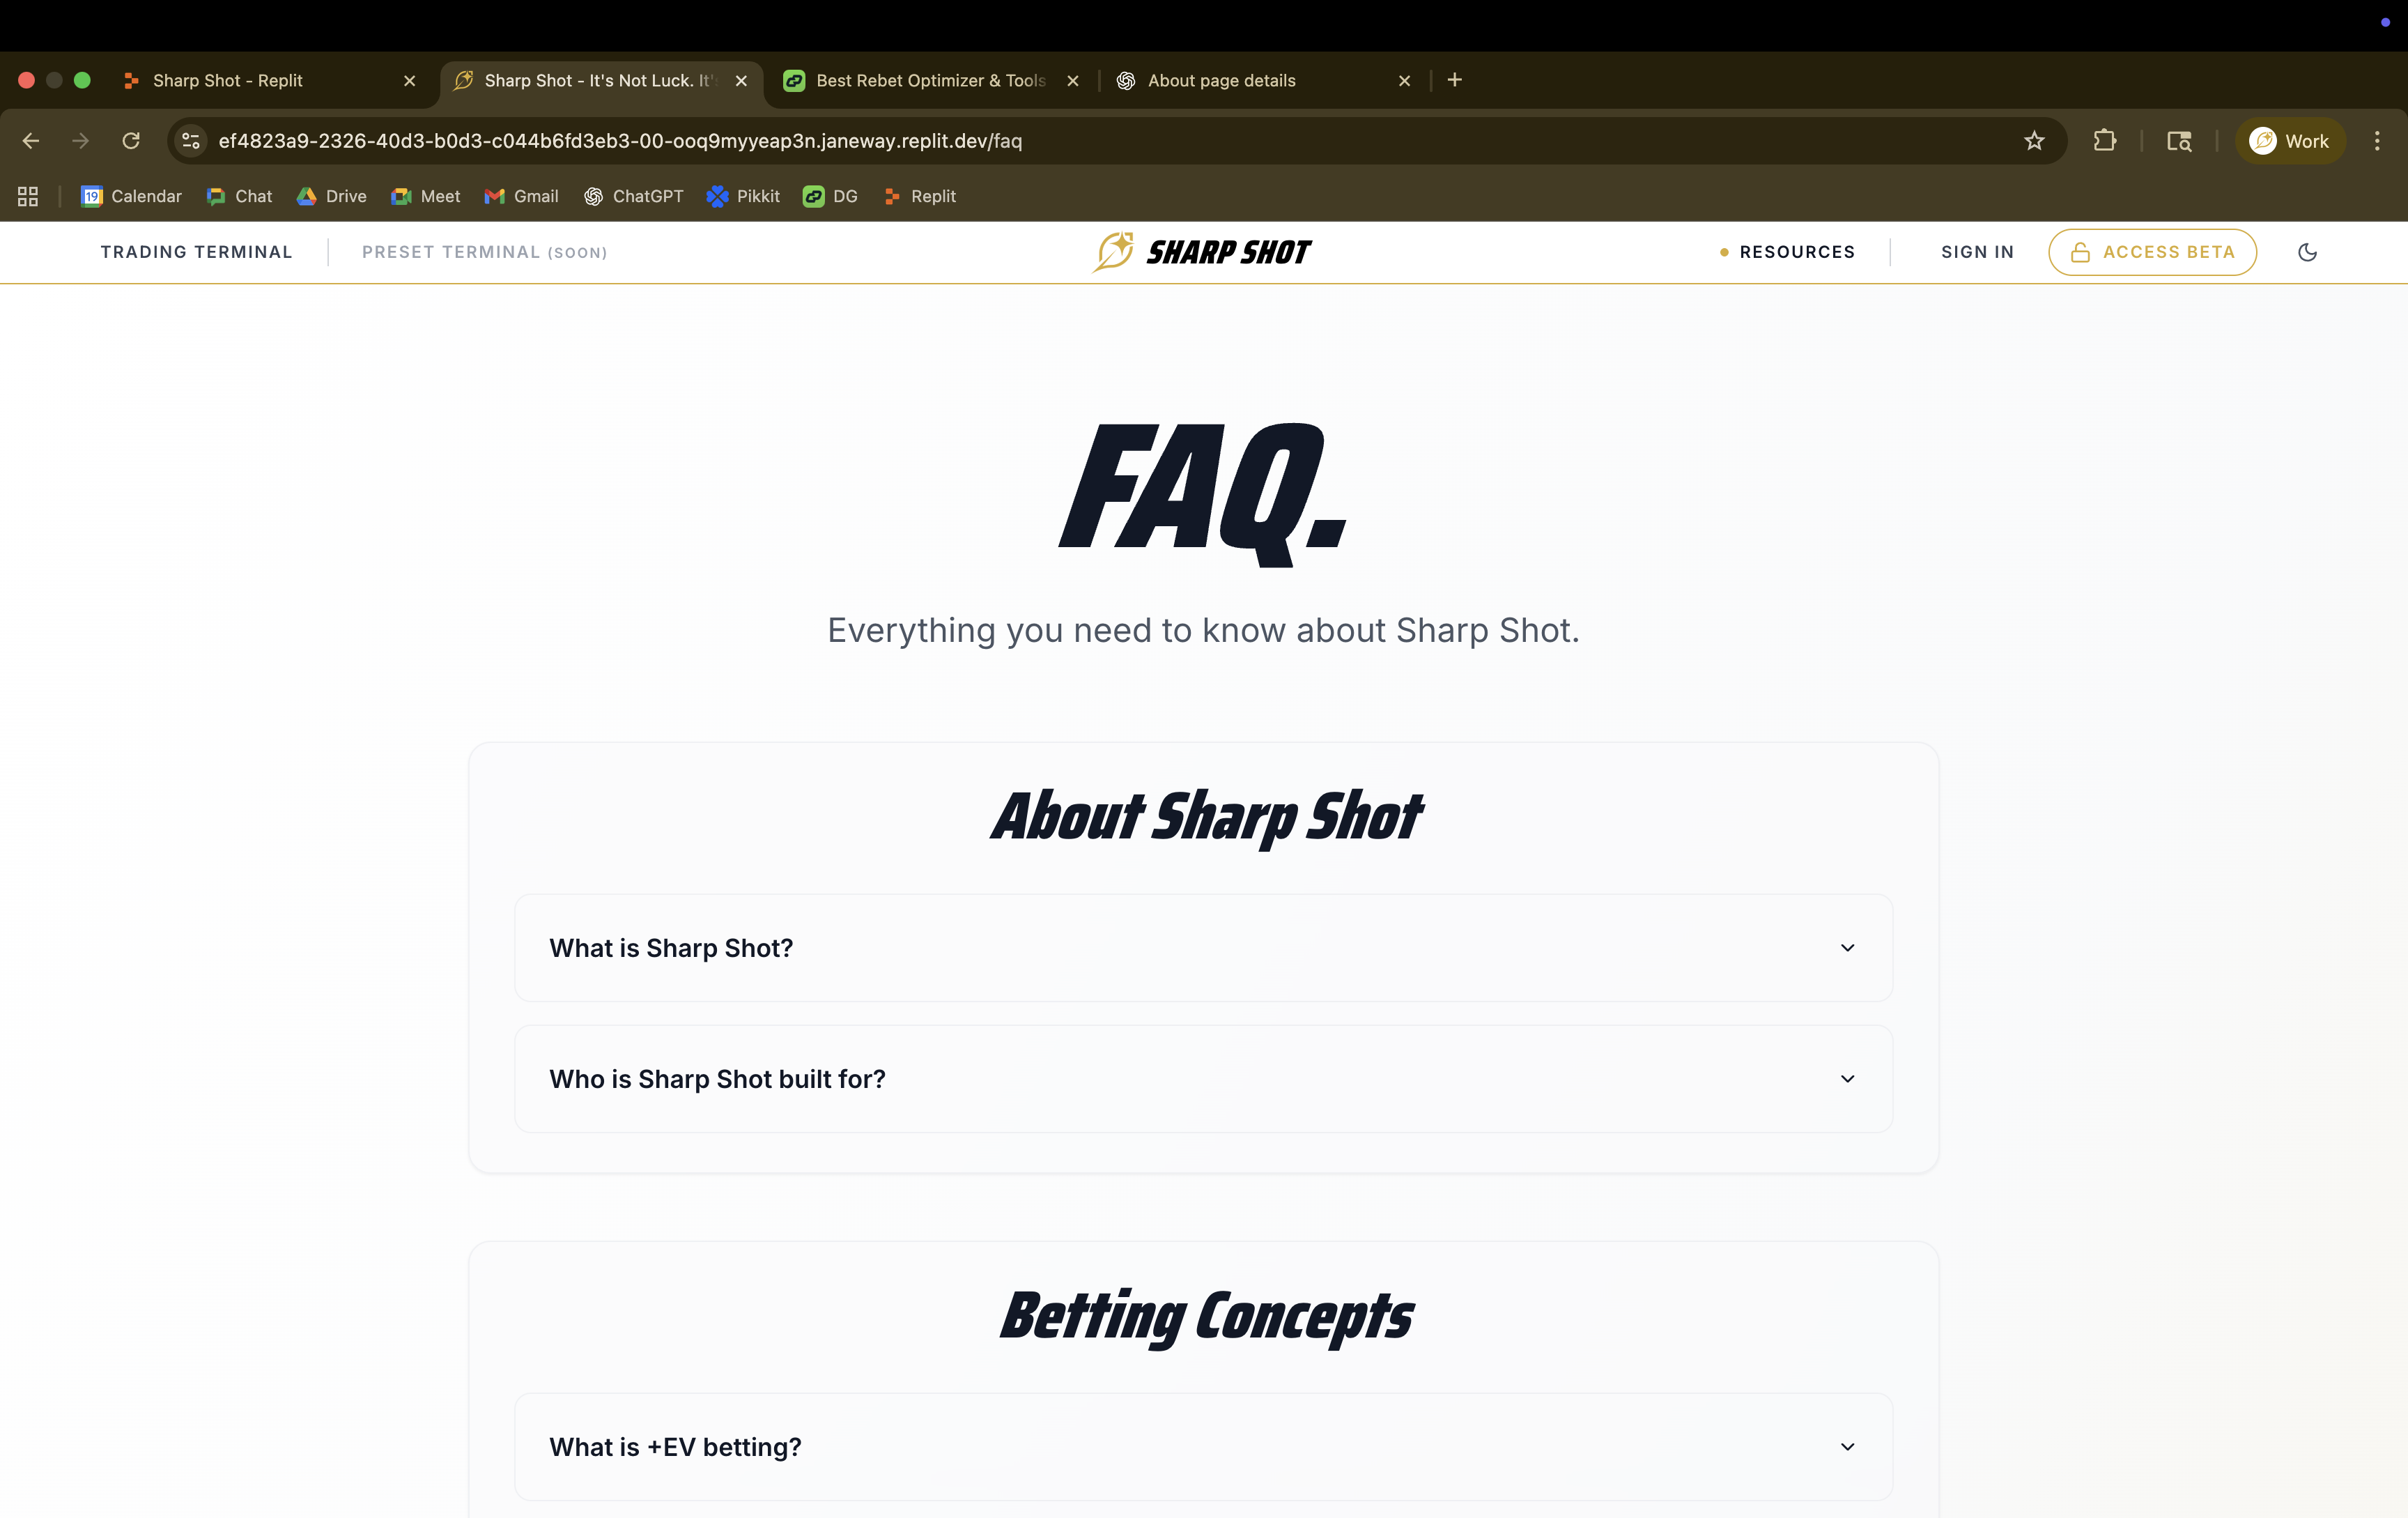 Sharp Shot - Replit
Sharp Shot - It's Not Luck. It's
Best Rebet Optimizer & Tools
About page details
ef4823a9-2326-40d3-b0d3-c044b6fd3eb3-00-ooq9myyeap3n.janeway.replit.dev/faq
Work
19 Calendar
Chat
Drive
Meet
Gmail
ChatGPT
Pikkit
DG
Replit
TRADING TERMINAL
PRESET TERMINAL (SOON)
SHARP SHOT
RESOURCES
SIGN IN
ACCESS BETA
FAQ.
Everything you need to know about Sharp Shot.
About Sharp Shot
What is Sharp Shot?
Who is Sharp Shot built for?
Betting Concepts
What is +EV betting?